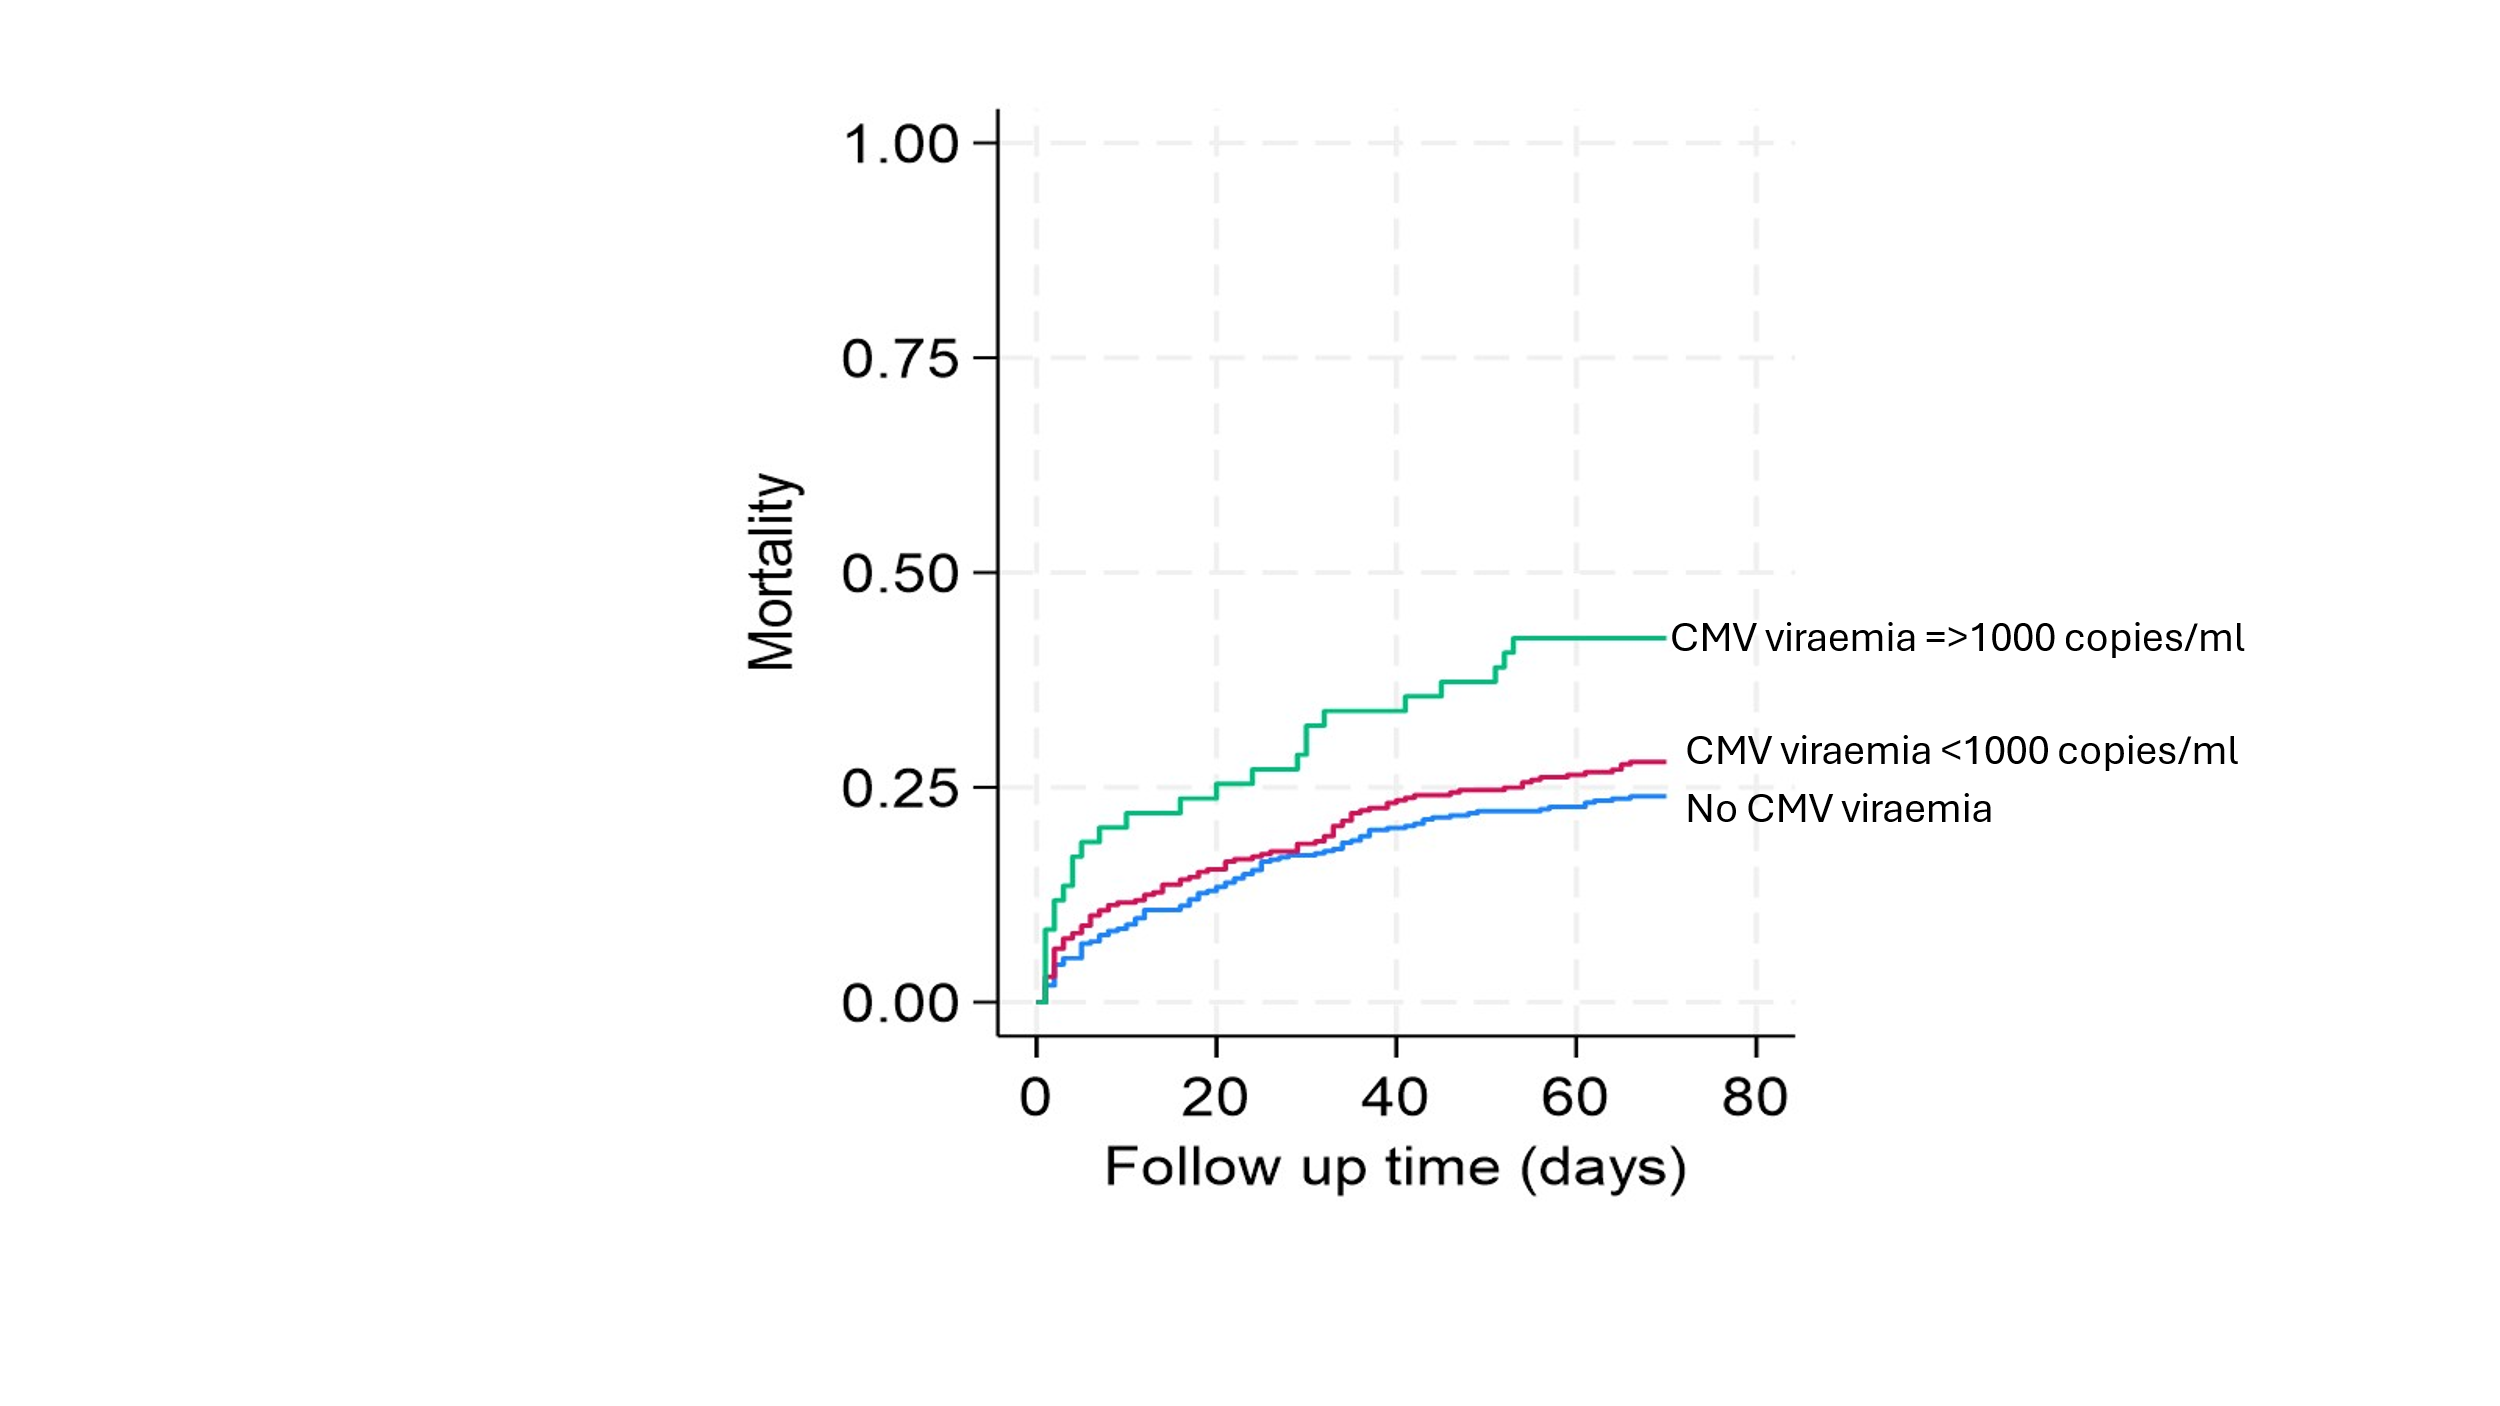 1.00
0.75
0.50
0.25
0.00
Mortality
CMV viraemia =>1000 copies/ml
CMV viraemia <1000 copies/ml
No CMV viraemia
0 20 40 60 80
Follow up time (days)